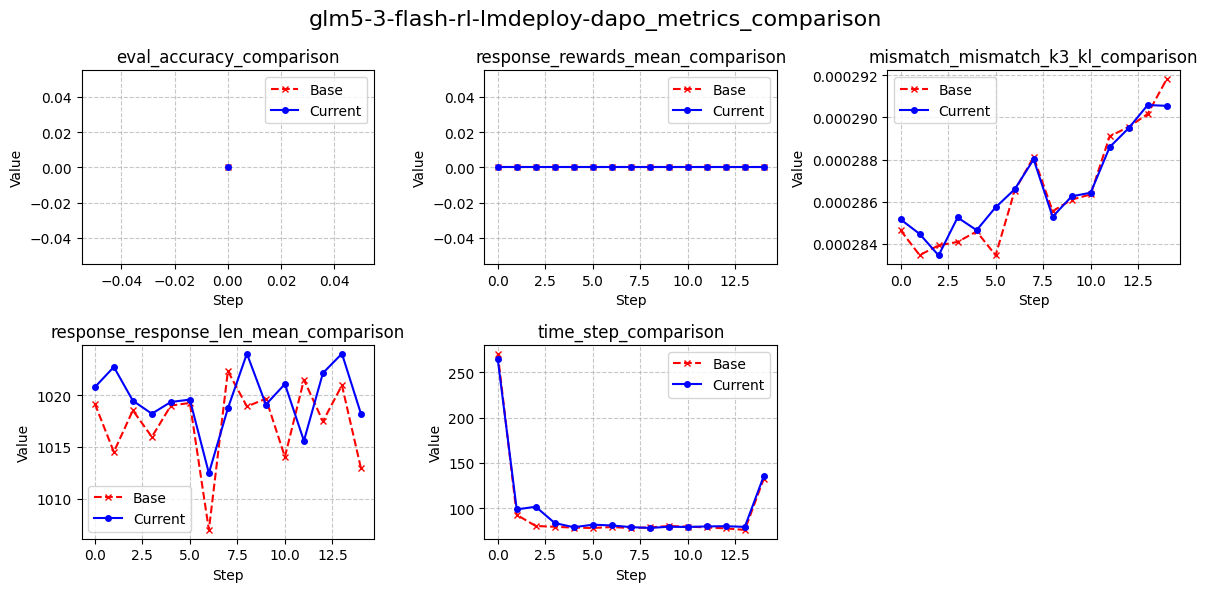 glm5-3-flash-rl-lmdeploy-dapo_metrics_comparison
eval_accuracy_comparison
Value
0.04
0.02
0.00
−0.02
−0.04
−0.04
−0.02
0.00
0.02
0.04
Step
Base
Current
response_rewards_mean_comparison
Value
0.04
0.02
0.00
−0.02
−0.04
0.0
2.5
5.0
7.5
10.0
12.5
Step
Base
Current
mismatch_mismatch_k3_kl_comparison
Value
0.000292
0.000290
0.000288
0.000286
0.000284
0.0
2.5
5.0
7.5
10.0
12.5
Step
Base
Current
response_response_len_mean_comparison
Value
1020
1015
1010
0.0
2.5
5.0
7.5
10.0
12.5
Step
Base
Current
time_step_comparison
Value
250
200
150
100
0.0
2.5
5.0
7.5
10.0
12.5
Step
Base
Current